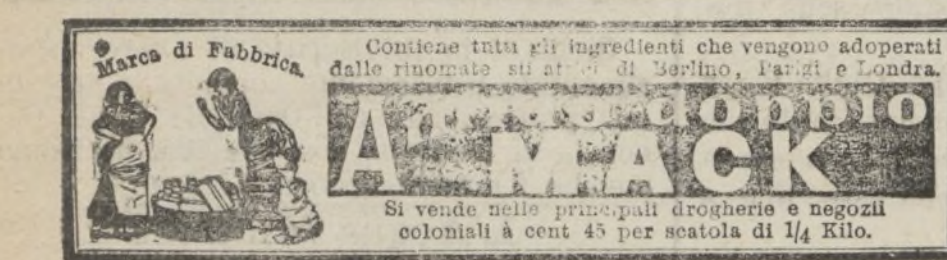 Marca di Fabbrica.
Contiene tutti gli ingredienti che vengono adoperati
dalle rinomate di Berlino, Parigi e Londra.
doppio
MACK
Si vende nelle principali drogherie e negozii
coloniali à cent 45 per scatola di 1/4 Kilo.